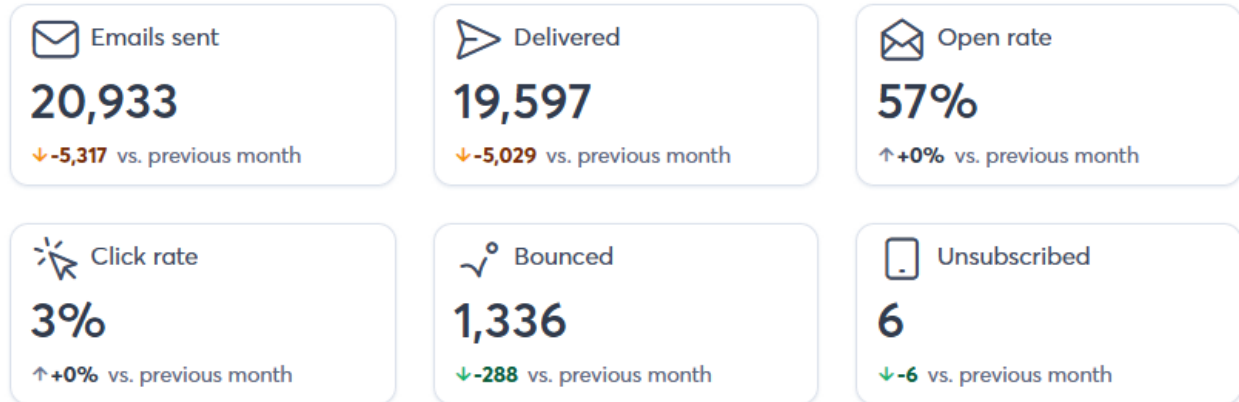 Emails sent
20,933
↓-5,317 vs. previous month
Delivered
19,597
↓-5,029 vs. previous month
Open rate
57%
↑+0% vs. previous month
Click rate
3%
↑+0% vs. previous month
Bounced
1,336
↓-288 vs. previous month
Unsubscribed
6
↓-6 vs. previous month